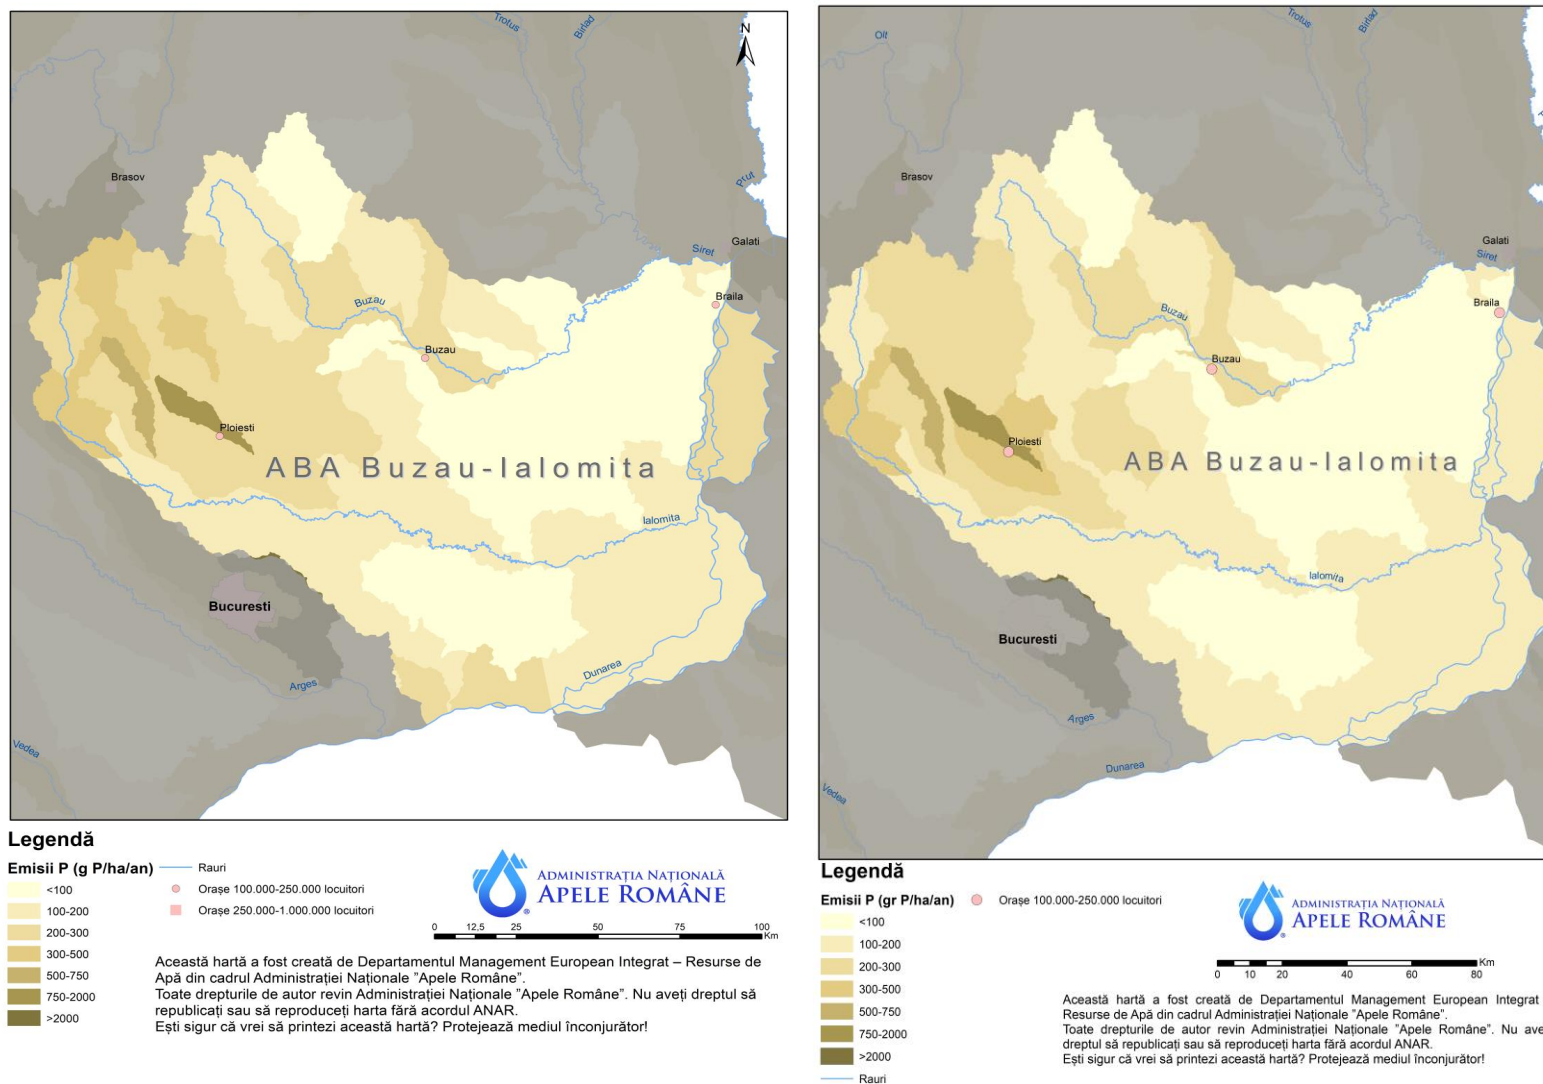 Trotus
Birlad
N
Brasov
Prut
Galati
Siret
Braila
Buzau
Buzau
Ploiesti
ABA Buzau-Ialomita
Ialomita
Bucuresti
Dunarea
Arges
Vedea
Legendă
Emisii P (g P/ha/an)
<100
100-200
200-300
300-500
500-750
750-2000
>2000
Rauri
Orașe 100.000-250.000 locuitori
Orașe 250.000-1.000.000 locuitori
ADMINISTRAȚIA NAȚIONALĂ
APELE ROMÂNE
®
0 12,5 25 50 75 100
Km
Această hartă a fost creată de Departamentul Management European Integrat – Resurse de
Apă din cadrul Administrației Naționale ”Apele Române”.
Toate drepturile de autor revin Administrației Naționale ”Apele Române”. Nu aveți dreptul să
republicați sau să reproduceți harta fără acordul ANAR.
Ești sigur că vrei să printezi această hartă? Protejează mediul înconjurător!
Trotus
Birlad
Olt
Brasov
Galati
Siret
Braila
Buzau
Buzau
Ploiesti
ABA Buzau-Ialomita
Ialomita
Bucuresti
Arges
Dunarea
Vedea
Legendă
Emisii P (gr P/ha/an)
<100
100-200
200-300
300-500
500-750
750-2000
>2000
Rauri
Orașe 100.000-250.000 locuitori
ADMINISTRAȚIA NAȚIONALĂ
APELE ROMÂNE
®
Km
0 10 20 40 60 80
Această hartă a fost creată de Departamentul Management European Integrat
Resurse de Apă din cadrul Administrației Naționale ”Apele Române”.
Toate drepturile de autor revin Administrației Naționale ”Apele Române”. Nu ave
dreptul să republicați sau să reproduceți harta fără acordul ANAR.
Ești sigur că vrei să printezi această hartă? Protejează mediul înconjurător!